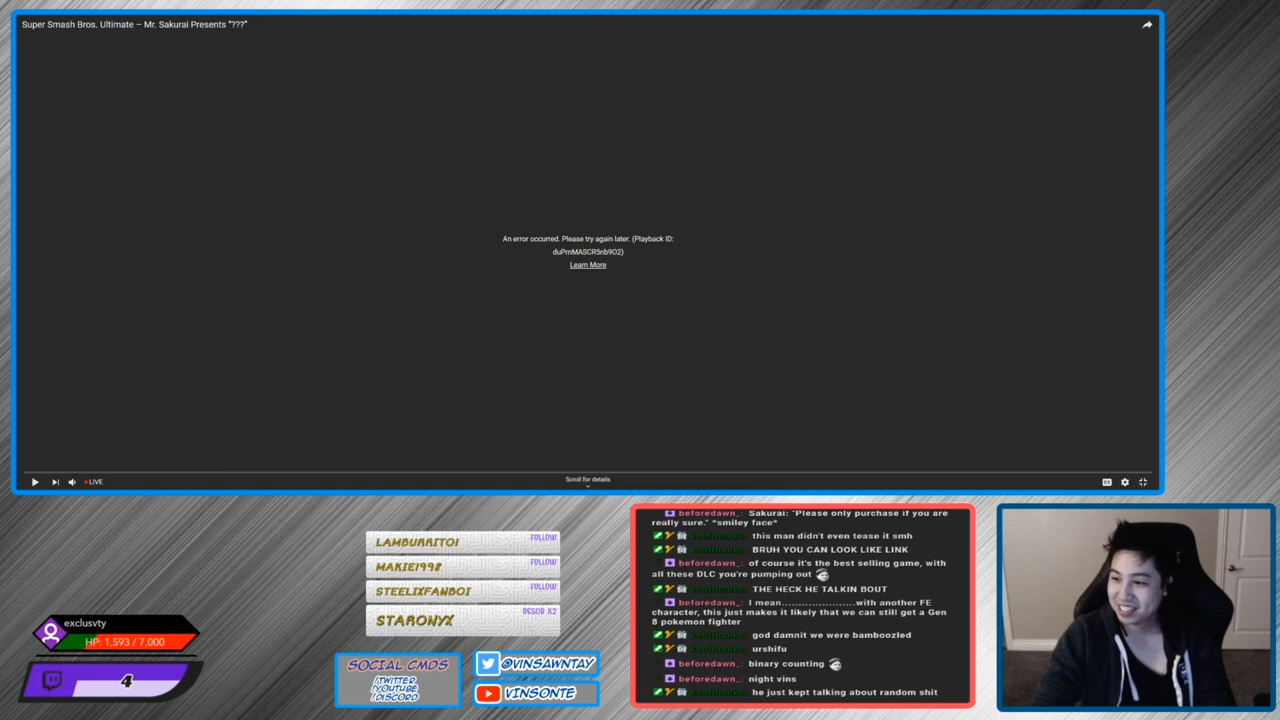 Super Smash Bros. Ultimate – Mr. Sakurai Presents "???"
An error occurred. Please try again later. (Playback ID:
duPmMASCR5nb9O2)
Learn More
LIVE
Scroll for details
LAMBURRITO1 FOLLOW
MAKIE1998 FOLLOW
STEELIXFANBOI FOLLOW
STARONYX RESUB X2
exclusvty
HP: 1,593 / 7,000
4
SOCIAL CMDS
!TWITTER
!YOUTUBE
!DISCORD
@VINSAWNTAY
VINSONTE
beforedawn_: Sakurai: "Please only purchase if you are
really sure." *smiley face*
this man didn't even tease it smh
BRUH YOU CAN LOOK LIKE LINK
beforedawn_: of course it's the best selling game, with
all these DLC you're pumping out
THE HECK HE TALKIN BOUT
beforedawn_: I mean.....................with another FE
character, this just makes it likely that we can still get a Gen
8 pokemon fighter
god damnit we were bamboozled
urshifu
beforedawn_: binary counting
beforedawn_: night vins
he just kept talking about random shit